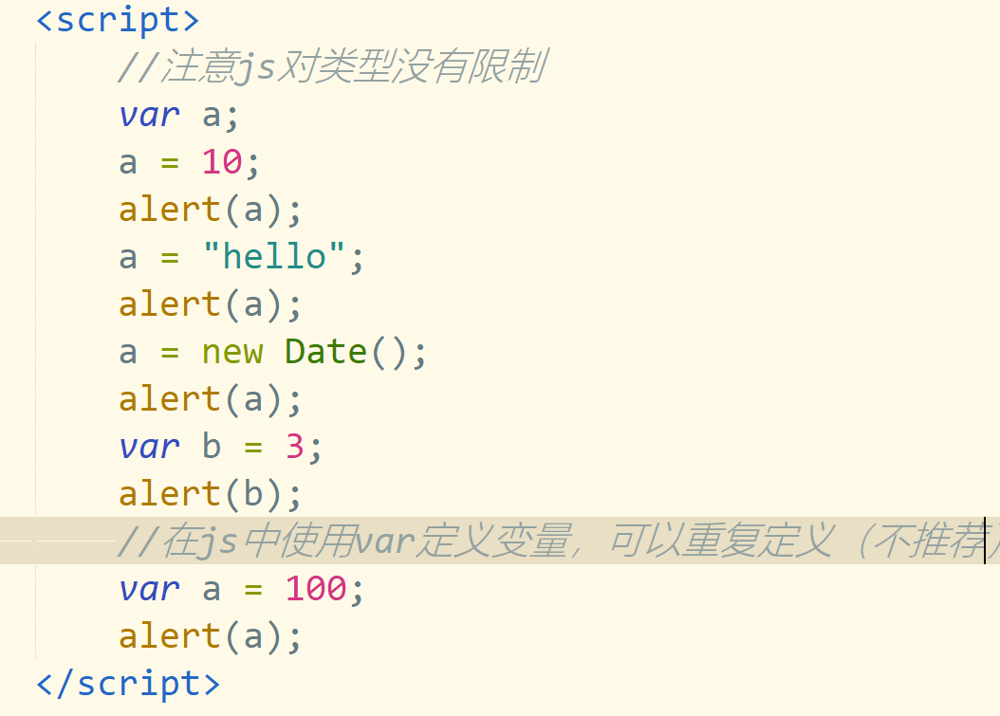 <script>
//注意js对类型没有限制
var a;
a = 10;
alert(a);
a = "hello";
alert(a);
a = new Date();
alert(a);
var b = 3;
alert(b);
//在js中使用var定义变量，可以重复定义（不推荐）
var a = 100;
alert(a);
</script>